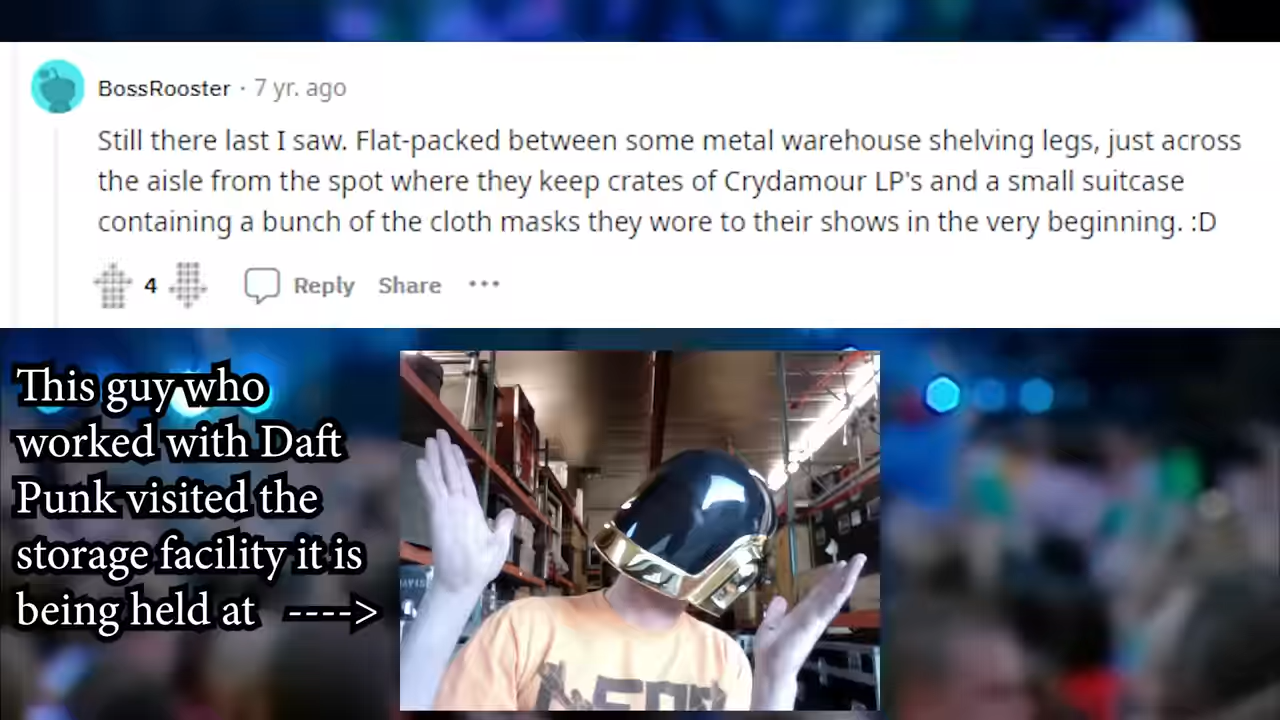 BossRooster · 7 yr. ago
Still there last I saw. Flat-packed between some metal warehouse shelving legs, just across
the aisle from the spot where they keep crates of Crydamour LP's and a small suitcase
containing a bunch of the cloth masks they wore to their shows in the very beginning. :D
4 Reply Share ···
This guy who
worked with Daft
Punk visited the
storage facility it is
being held at ---->